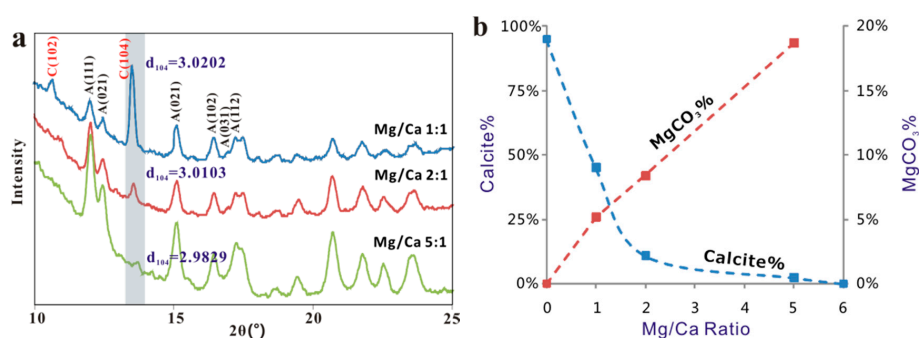 a
C(102)
A(111)
A(021)
C(104)
d104=3.0202
A(021)
A(102)
A(031)
A(112)
Mg/Ca 1:1
d104=3.0103
Mg/Ca 2:1
d104=2.9829
Mg/Ca 5:1
Intensity
10
15
20
25
2θ(°)
b
100%
75%
50%
25%
0%
Calcite%
20%
15%
10%
5%
0%
MgCO3%
MgCO3%
Calcite%
0
1
2
3
4
5
6
Mg/Ca Ratio